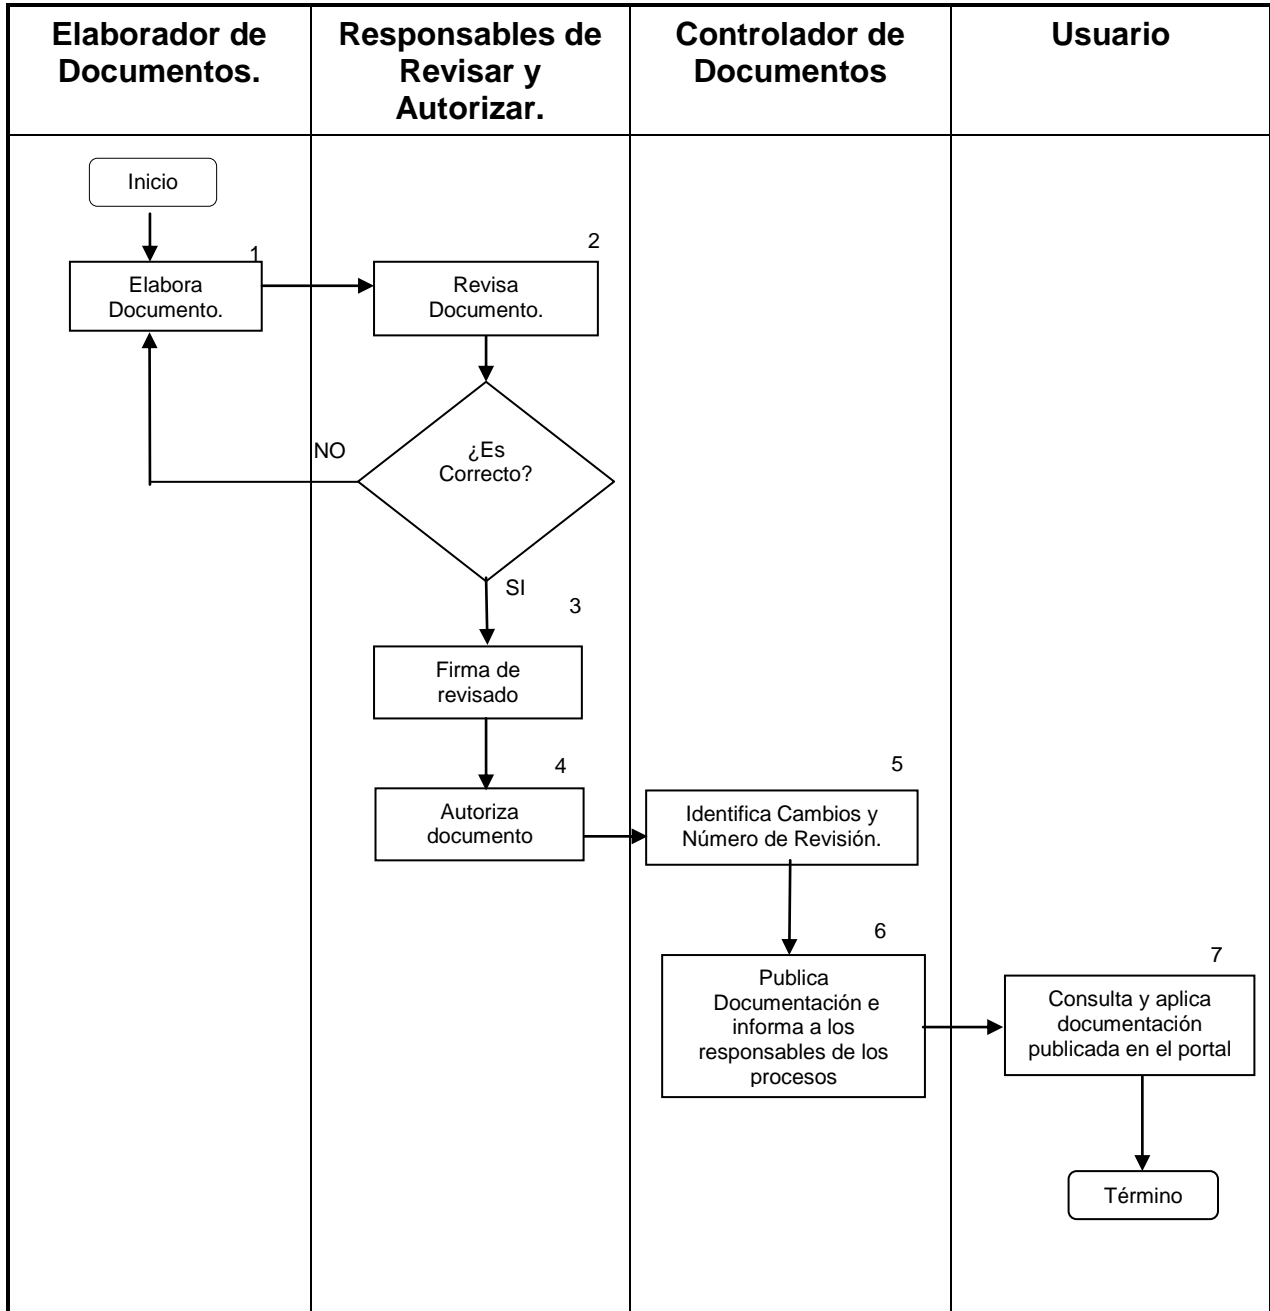 Elaborador de
Documentos.
Responsables de
Revisar y
Autorizar.
Controlador de
Documentos
Usuario
Inicio
1
Elabora
Documento.
2
Revisa
Documento.
NO
¿Es
Correcto?
SI
3
Firma de
revisado
4
Autoriza
documento
5
Identifica Cambios y
Número de Revisión.
6
Publica
Documentación e
informa a los
responsables de los
procesos
7
Consulta y aplica
documentación
publicada en el portal
Término